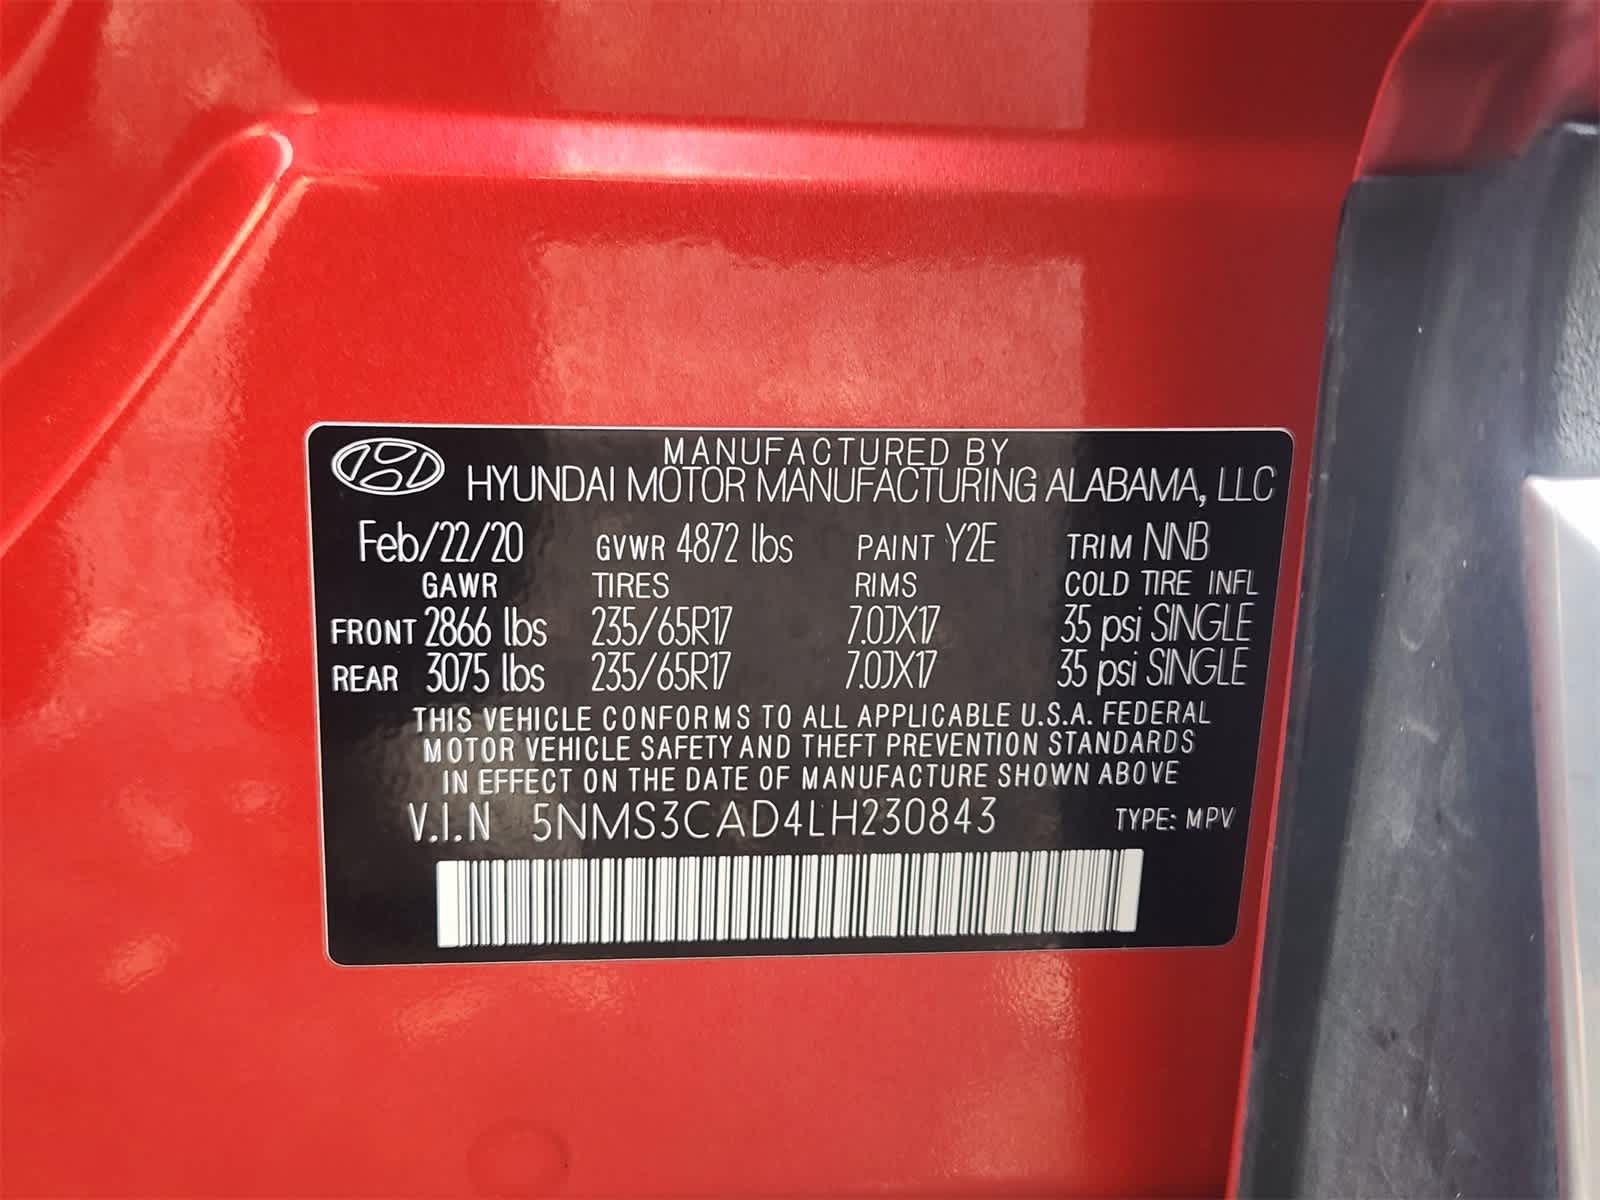 MANUFACTURED BY
HYUNDAI MOTOR MANUFACTURING ALABAMA, LLC
Feb/22/20 GVWR 4872 lbs PAINT Y2E TRIM NNB
GAWR TIRES RIMS COLD TIRE INFL
FRONT 2866 lbs 235/65R17 7.0JX17 35 psi SINGLE
REAR 3075 lbs 235/65R17 7.0JX17 35 psi SINGLE
THIS VEHICLE CONFORMS TO ALL APPLICABLE U.S.A. FEDERAL
MOTOR VEHICLE SAFETY AND THEFT PREVENTION STANDARDS
IN EFFECT ON THE DATE OF MANUFACTURE SHOWN ABOVE
V.I.N 5NMS3CAD4LH230843 TYPE: MPV